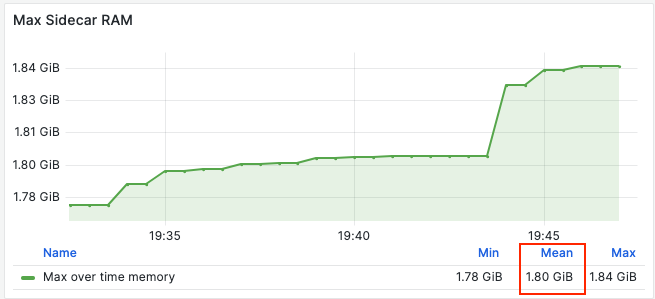 Max Sidecar RAM
1.84 GiB
1.83 GiB
1.81 GiB
1.80 GiB
1.78 GiB
19:35 19:40 19:45
Name Min Mean Max
Max over time memory 1.78 GiB 1.80 GiB 1.84 GiB